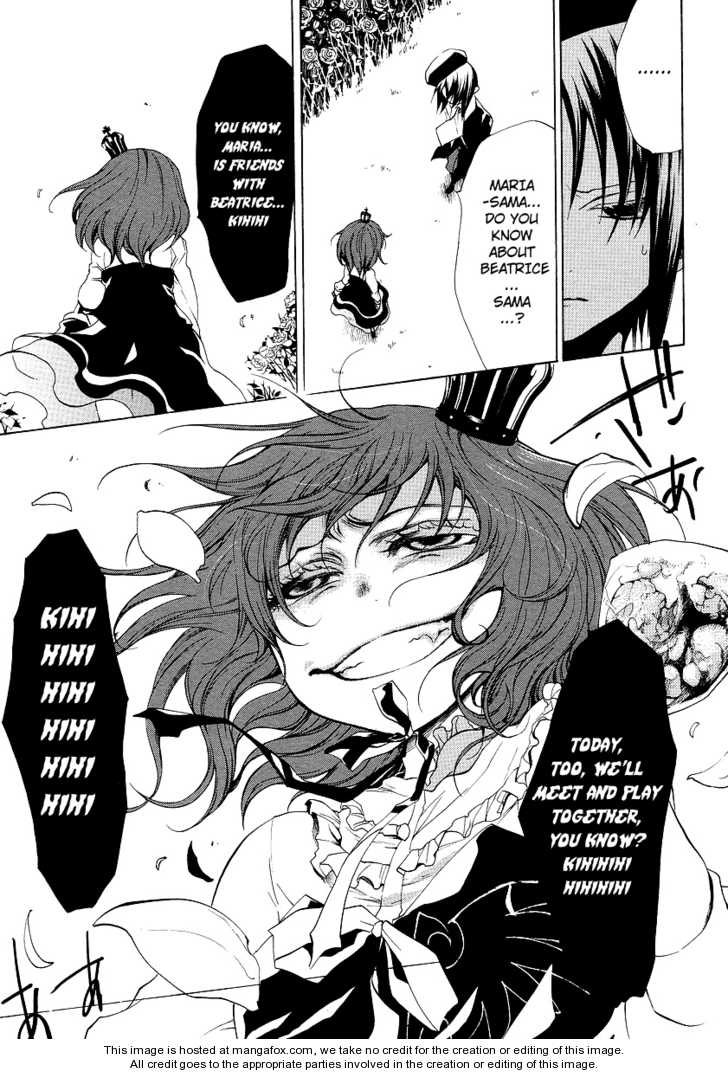 ......
MARIA
-SAMA...
DO YOU
KNOW
ABOUT
BEATRICE
...
SAMA
...?
YOU KNOW,
MARIA...
IS FRIENDS
WITH
BEATRICE...
KIHIHI
ザ
あ
KIHI
HIHI
HIHI
HIHI
HIHI
HIHI
TODAY,
TOO, WE'LL
MEET AND PLAY
TOGETHER,
YOU KNOW?
KIHIHIHI
HIHIHIHI
あ
あ
This image is hosted at mangafox.com, we take no credit for the creation or editing of this image.
All credit goes to the appropriate parties involved in the creation or editing of this image.